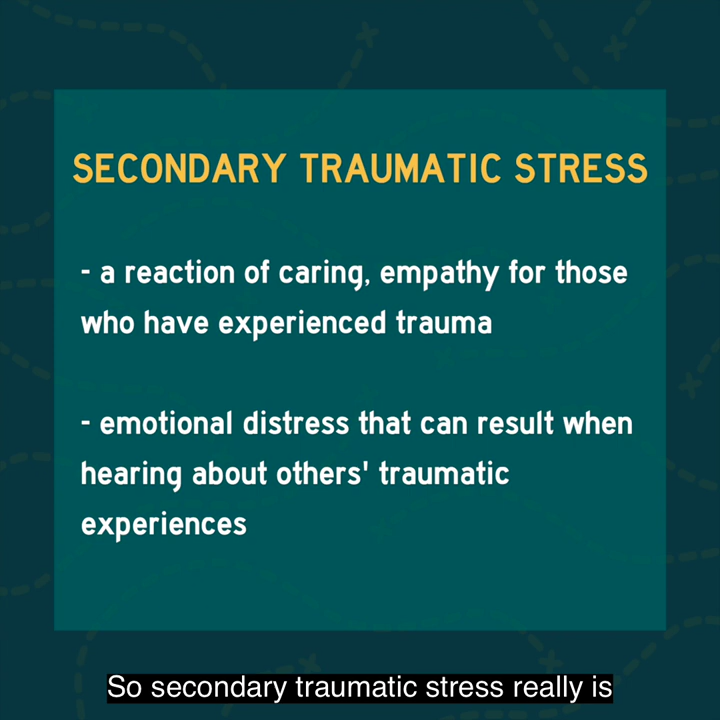 SECONDARY TRAUMATIC STRESS
- a reaction of caring, empathy for those
who have experienced trauma
- emotional distress that can result when
hearing about others' traumatic
experiences
So secondary traumatic stress really is